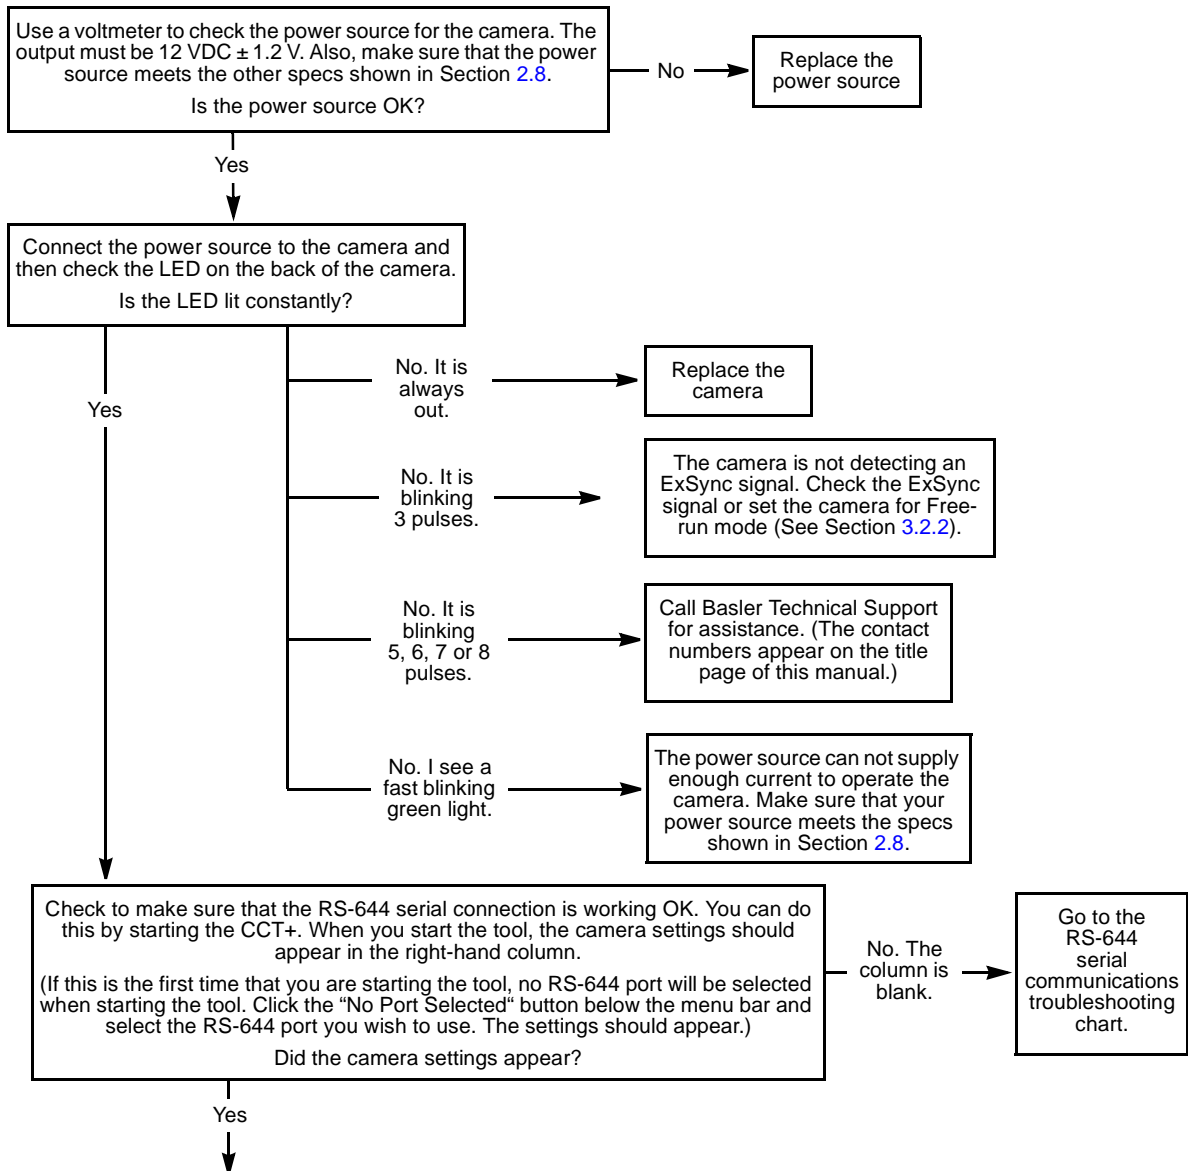 Use a voltmeter to check the power source for the camera. The
output must be 12 VDC ± 1.2 V. Also, make sure that the power
source meets the other specs shown in Section 2.8.
Is the power source OK?
No
Replace the
power source
Yes
Connect the power source to the camera and
then check the LED on the back of the camera.
Is the LED lit constantly?
No. It is
always
out.
Replace the
camera
Yes
No. It is
blinking
3 pulses.
The camera is not detecting an
ExSync signal. Check the ExSync
signal or set the camera for Free-
run mode (See Section 3.2.2).
No. It is
blinking
5, 6, 7 or 8
pulses.
Call Basler Technical Support
for assistance. (The contact
numbers appear on the title
page of this manual.)
No. I see a
fast blinking
green light.
The power source can not supply
enough current to operate the
camera. Make sure that your
power source meets the specs
shown in Section 2.8.
Check to make sure that the RS-644 serial connection is working OK. You can do
this by starting the CCT+. When you start the tool, the camera settings should
appear in the right-hand column.
(If this is the first time that you are starting the tool, no RS-644 port will be selected
when starting the tool. Click the “No Port Selected“ button below the menu bar and
select the RS-644 port you wish to use. The settings should appear.)
Did the camera settings appear?
No. The
column is
blank.
Go to the
RS-644
serial
communications
troubleshooting
chart.
Yes